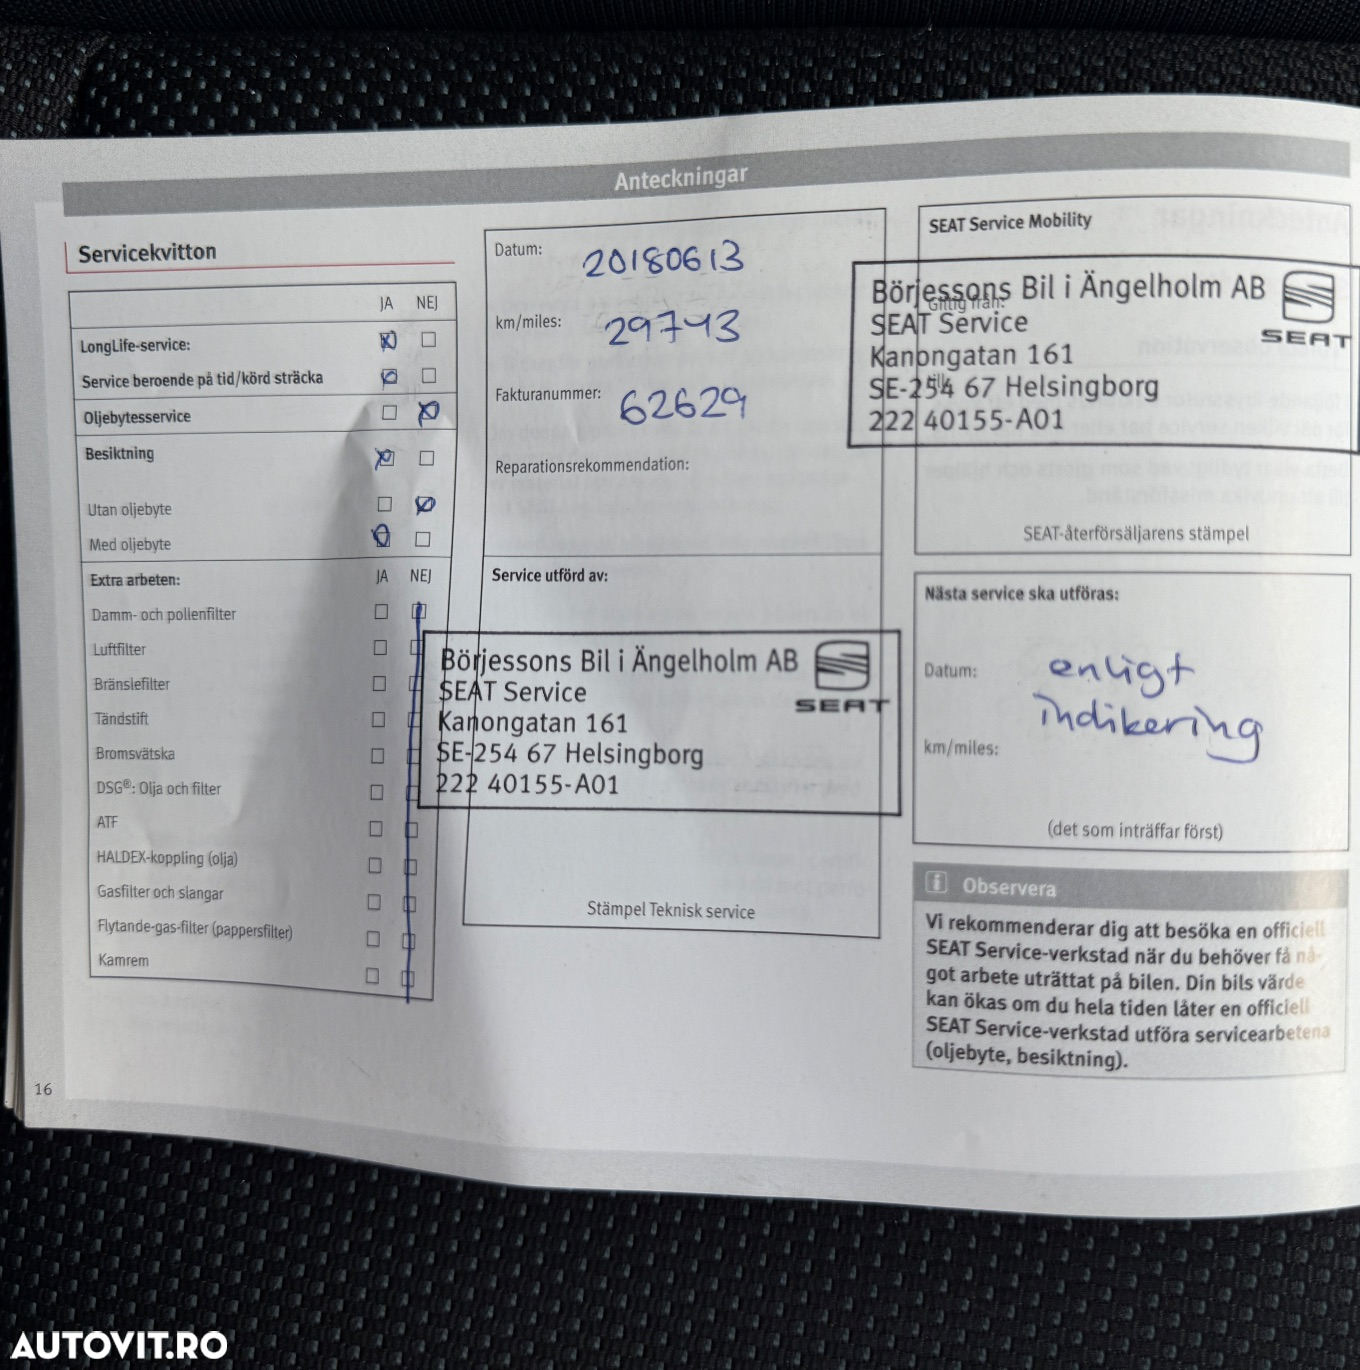 Anteckningar
Servicekvitton
JA NEJ
LongLife-service:
Service beroende på tid/körd sträcka
Oljebytesservice
Besiktning
Utan oljebyte
Med oljebyte
Extra arbeten: JA NEJ
Damm- och pollenfilter
Luftfilter
Bränslefilter
Tändstift
Bromsvätska
DSG®: Olja och filter
ATF
HALDEX-koppling (olja)
Gasfilter och slangar
Flytande-gas-filter (pappersfilter)
Kamrem
16
Datum: 20180613
km/miles: 29743
Fakturanummer: 62629
Reparationsrekommendation:
Service utförd av:
Börjessons Bil i Ängelholm AB
SEAT Service
Kanongatan 161
SE-254 67 Helsingborg
222 40155-A01
SEAT
Stämpel Teknisk service
SEAT Service Mobility
Giltig från:
till:
Börjessons Bil i Ängelholm AB
SEAT Service
Kanongatan 161
SE-254 67 Helsingborg
222 40155-A01
SEAT
SEAT-återförsäljarens stämpel
Nästa service ska utföras:
Datum: enligt
indikering
km/miles:
(det som inträffar först)
i Observera
Vi rekommenderar dig att besöka en officiell
SEAT Service-verkstad när du behöver få nå-
got arbete uträttat på bilen. Din bils värde
kan ökas om du hela tiden låter en officiell
SEAT Service-verkstad utföra servicearbetena
(oljebyte, besiktning).
AUTOVIT.RO